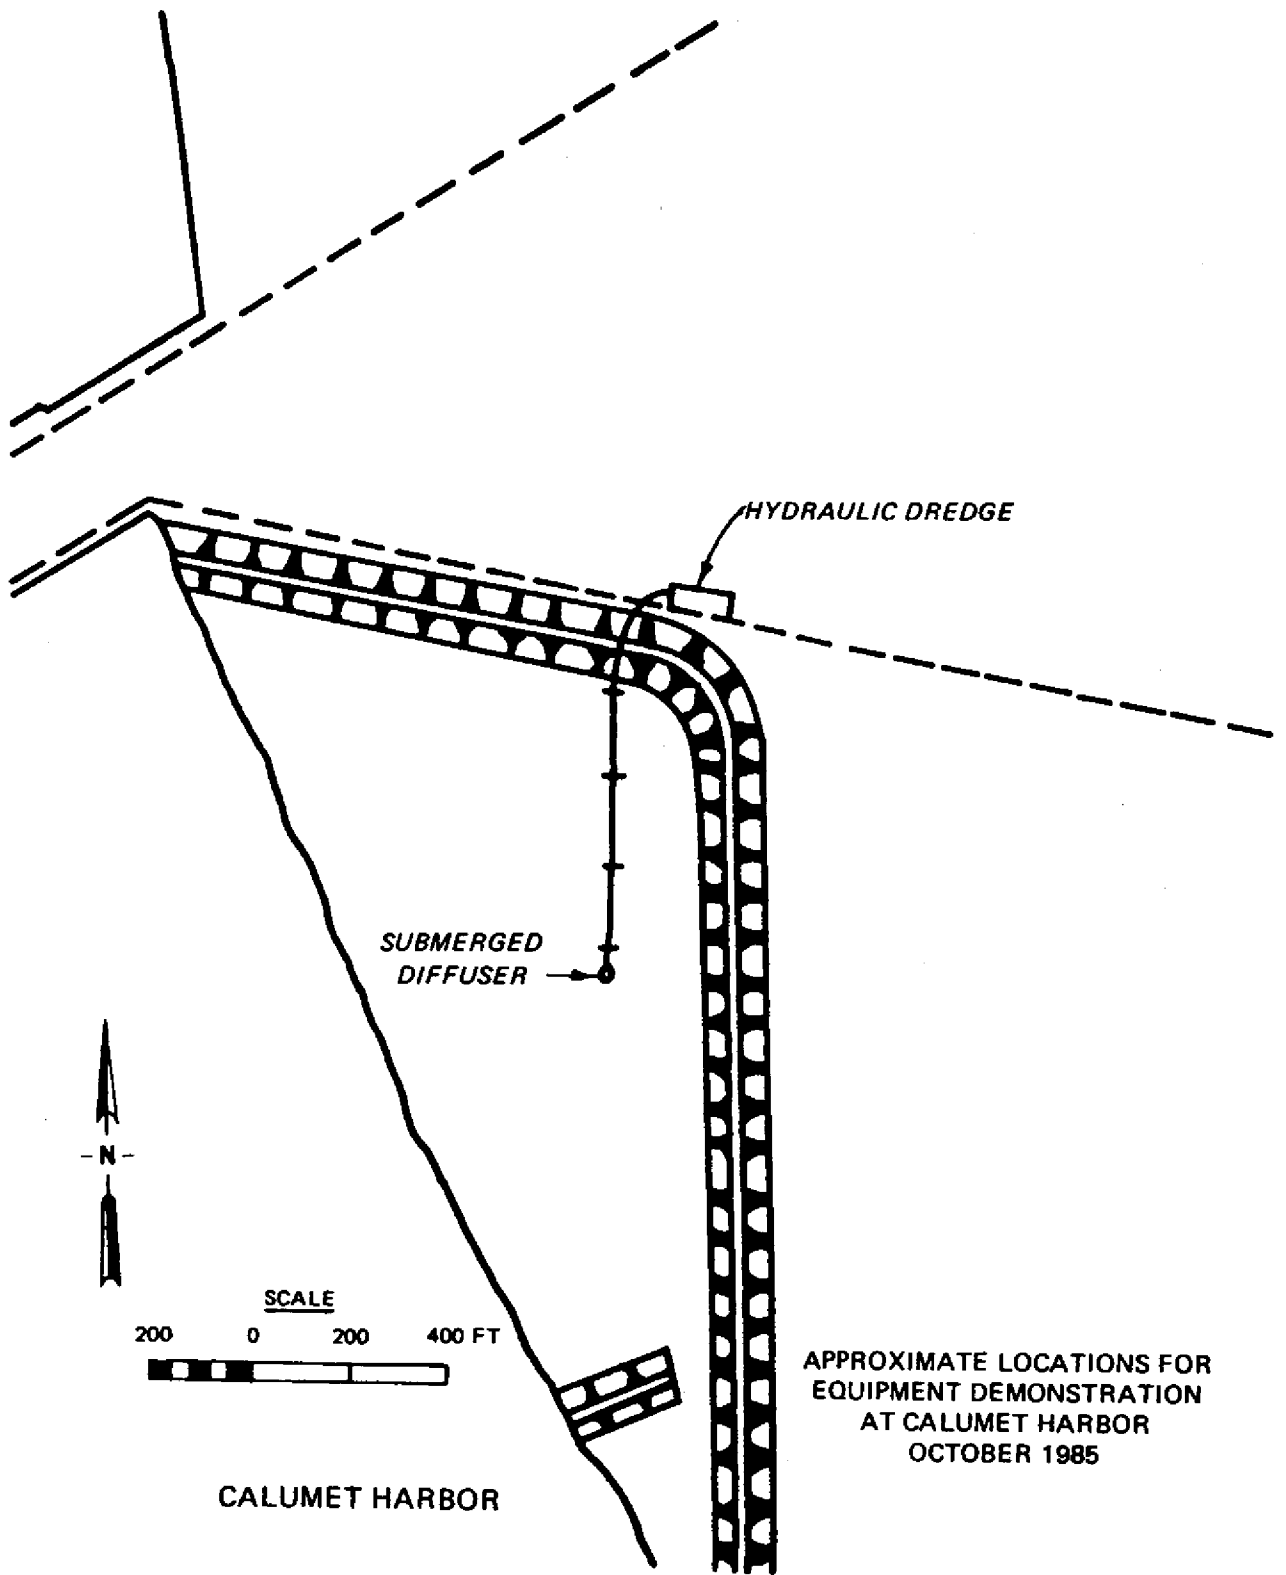 HYDRAULIC DREDGE
SUBMERGED
DIFFUSER
- N -
SCALE
200 0 200 400 FT
APPROXIMATE LOCATIONS FOR
EQUIPMENT DEMONSTRATION
AT CALUMET HARBOR
OCTOBER 1985
CALUMET HARBOR